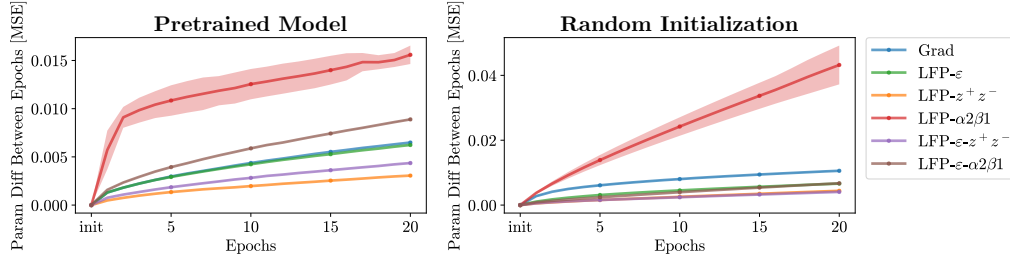 Pretrained Model
Param Diff Between Epochs [MSE]
0.015
0.010
0.005
0.000
init 5 10 15 20
Epochs
Random Initialization
Param Diff Between Epochs [MSE]
0.04
0.02
0.00
init 5 10 15 20
Epochs
Grad
LFP-ε
LFP-z⁺z⁻
LFP-α2β1
LFP-ε-z⁺z⁻
LFP-ε-α2β1